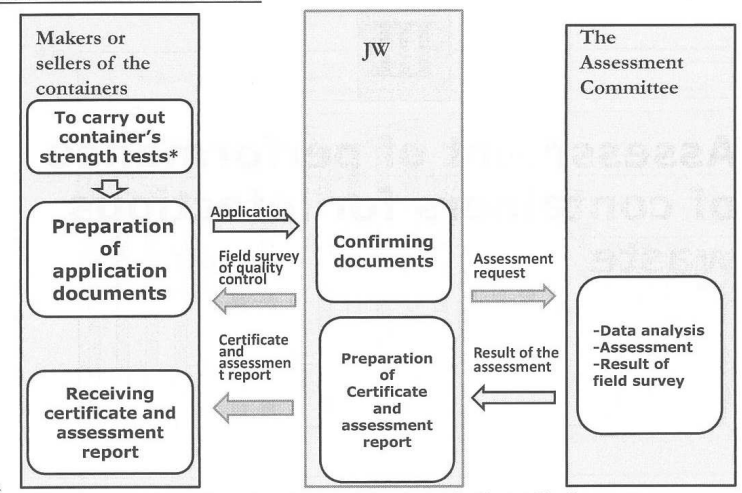 Makers or
sellers of the
containers
To carry out
container's
strength tests*
Preparation
of
application
documents
Receiving
certificate and
assessment
report
Application
Field survey
of quality
control
Certificate
and
assessmen
t report
JW
Confirming
documents
Preparation
of
Certificate
and
assessment
report
Assessment
request
Result of the
assessment
The
Assessment
Committee
-Data analysis
-Assessment
-Result of
field survey